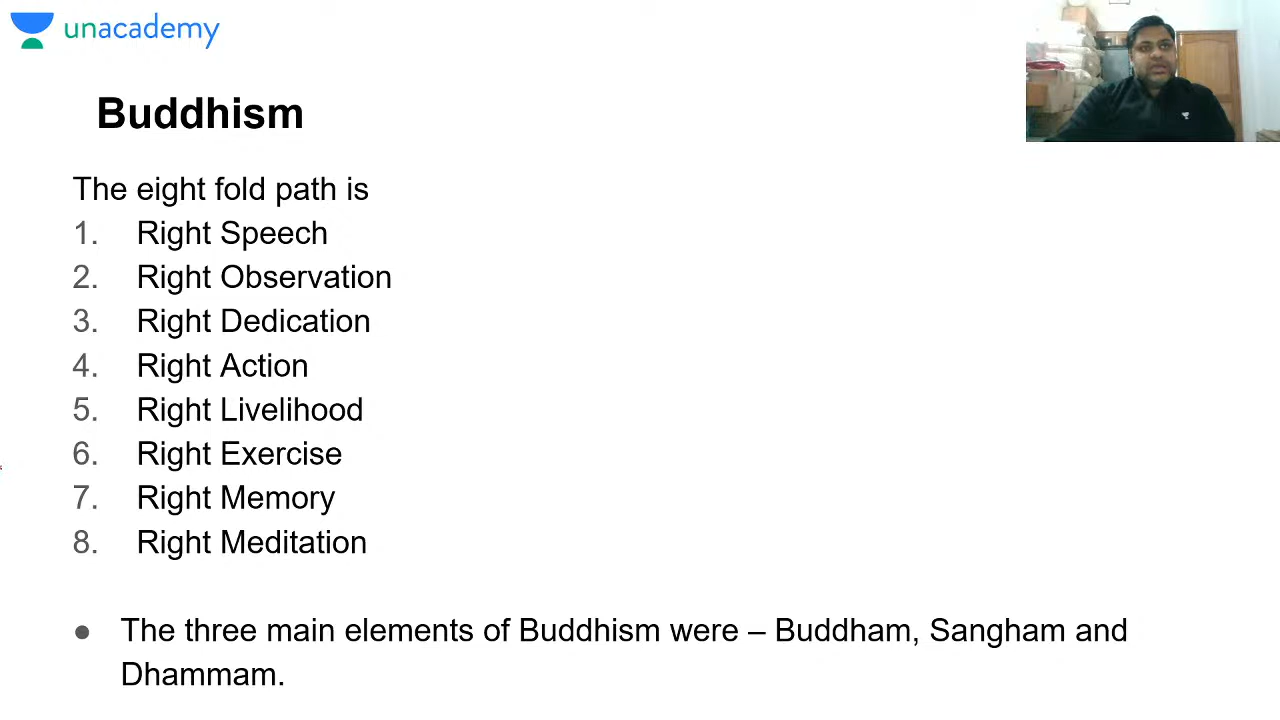 unacademy
Buddhism
The eight fold path is
1. Right Speech
2. Right Observation
3. Right Dedication
4. Right Action
5. Right Livelihood
6. Right Exercise
7. Right Memory
8. Right Meditation
● The three main elements of Buddhism were – Buddham, Sangham and
Dhammam.